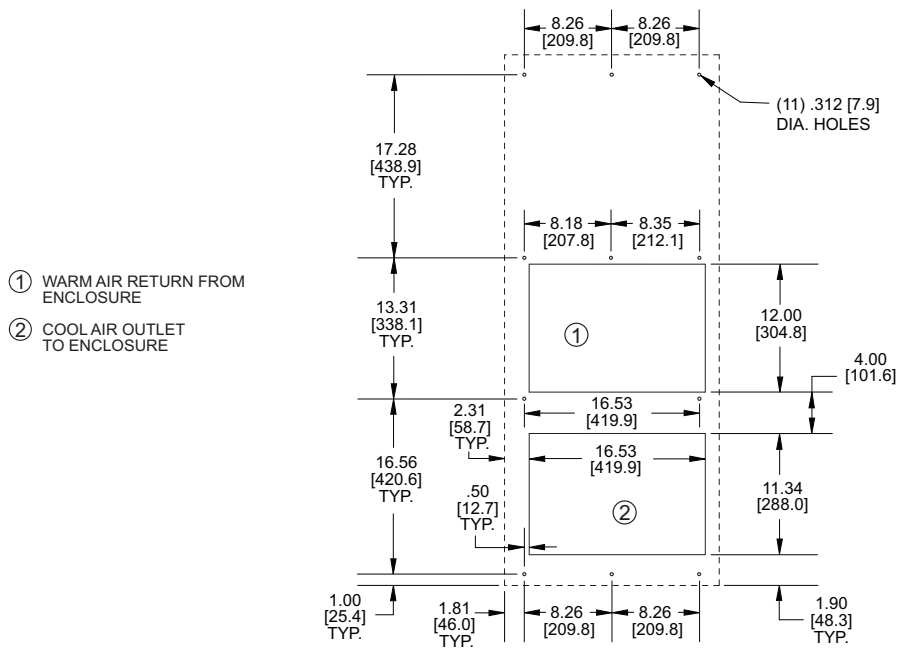 8.26
[209.8]
8.26
[209.8]
(11) .312 [7.9]
DIA. HOLES
17.28
[438.9]
TYP.
8.18
[207.8]
8.35
[212.1]
1 WARM AIR RETURN FROM
ENCLOSURE
2 COOL AIR OUTLET
TO ENCLOSURE
13.31
[338.1]
TYP.
1
12.00
[304.8]
4.00
[101.6]
16.53
[419.9]
2.31
[58.7]
TYP.
16.53
[419.9]
16.56
[420.6]
TYP.
.50
[12.7]
TYP.
2
11.34
[288.0]
1.00
[25.4]
TYP.
1.81
[46.0]
TYP.
8.26
[209.8]
8.26
[209.8]
1.90
[48.3]
TYP.